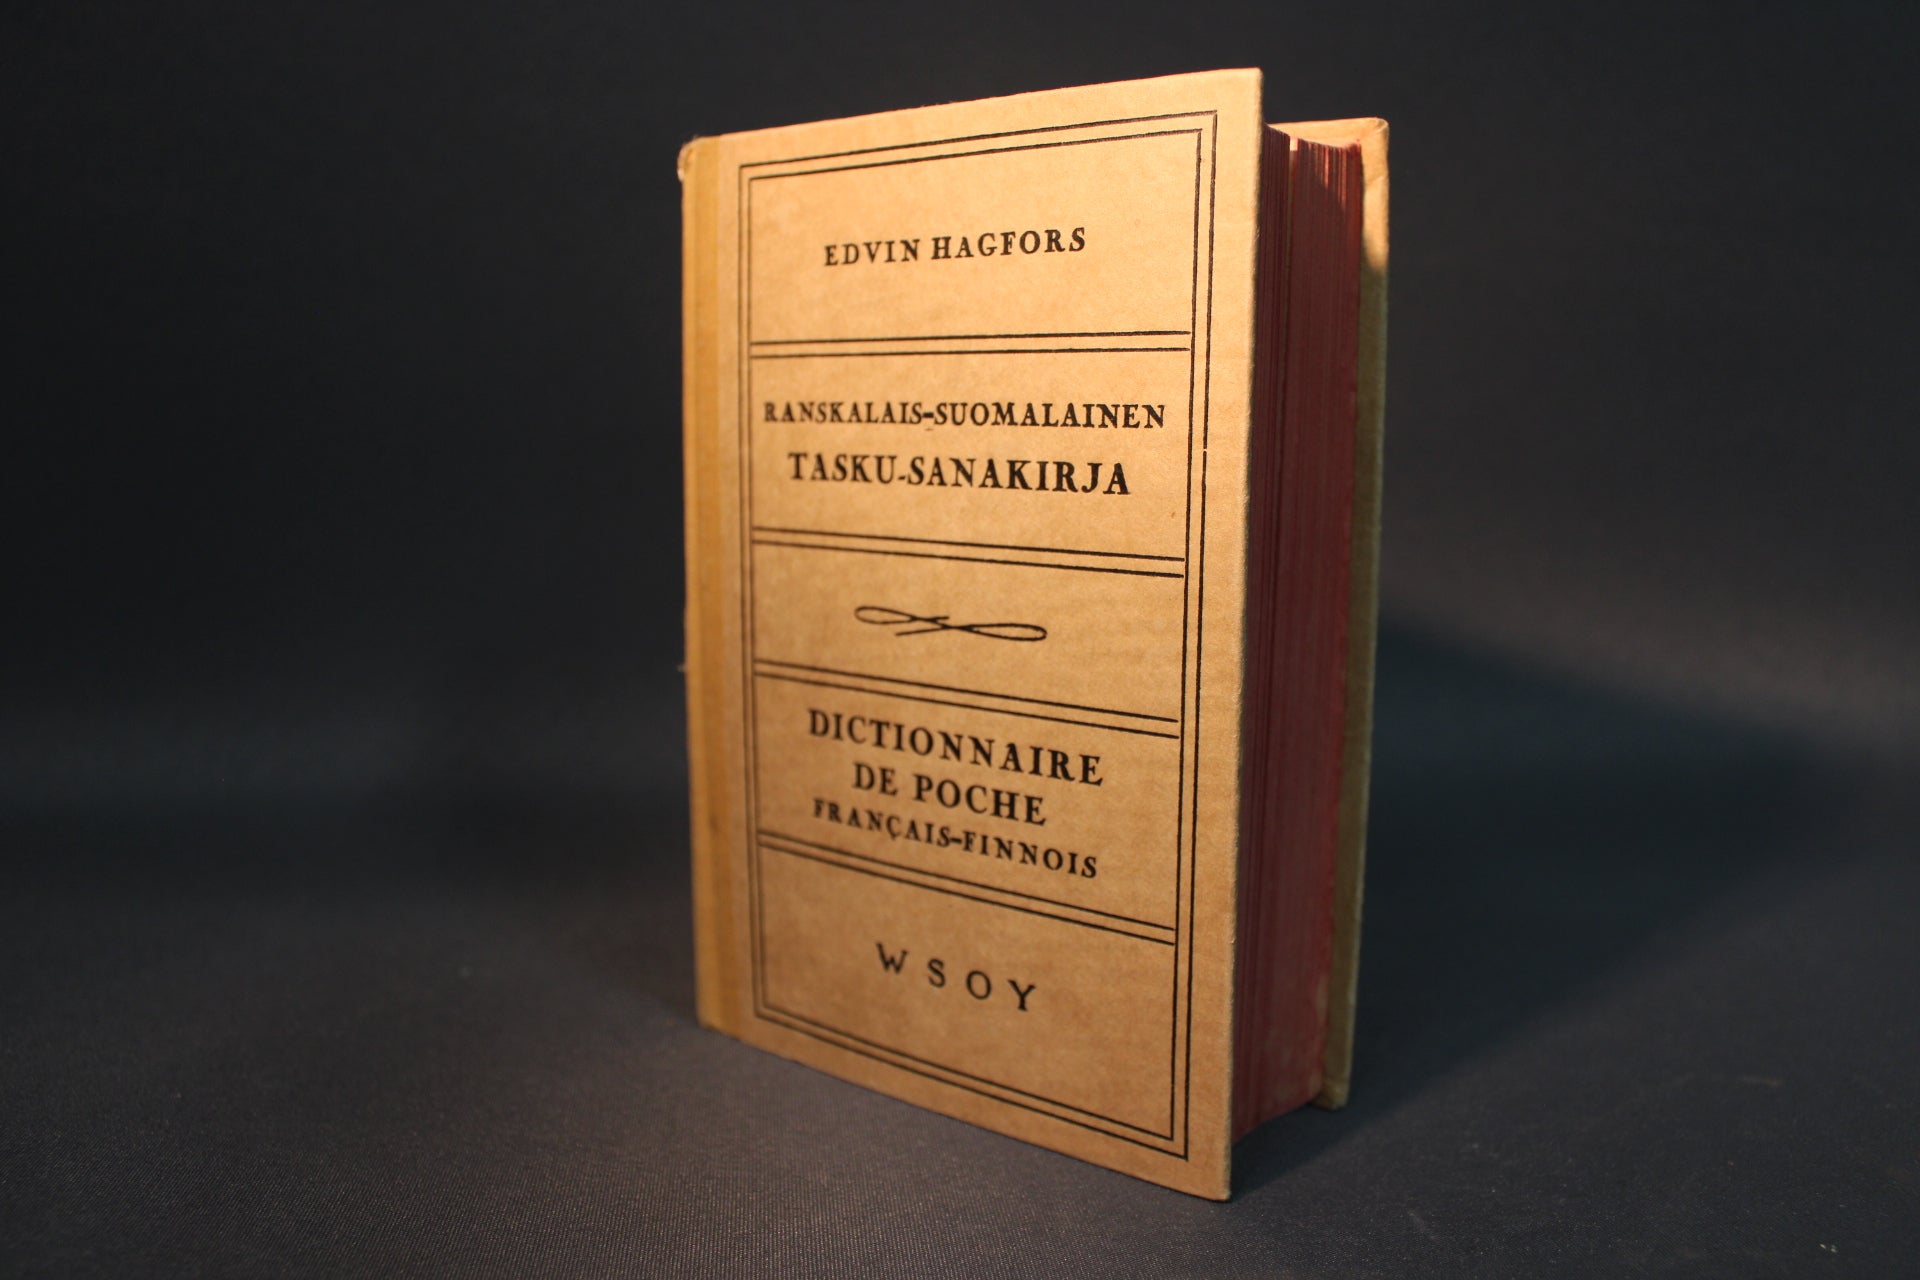 EDVIN HAGFORS
RANSKALAIS-SUOMALAINEN
TASKU-SANAKIRJA
DICTIONNAIRE
DE POCHE
FRANÇAIS-FINNOIS
WSOY